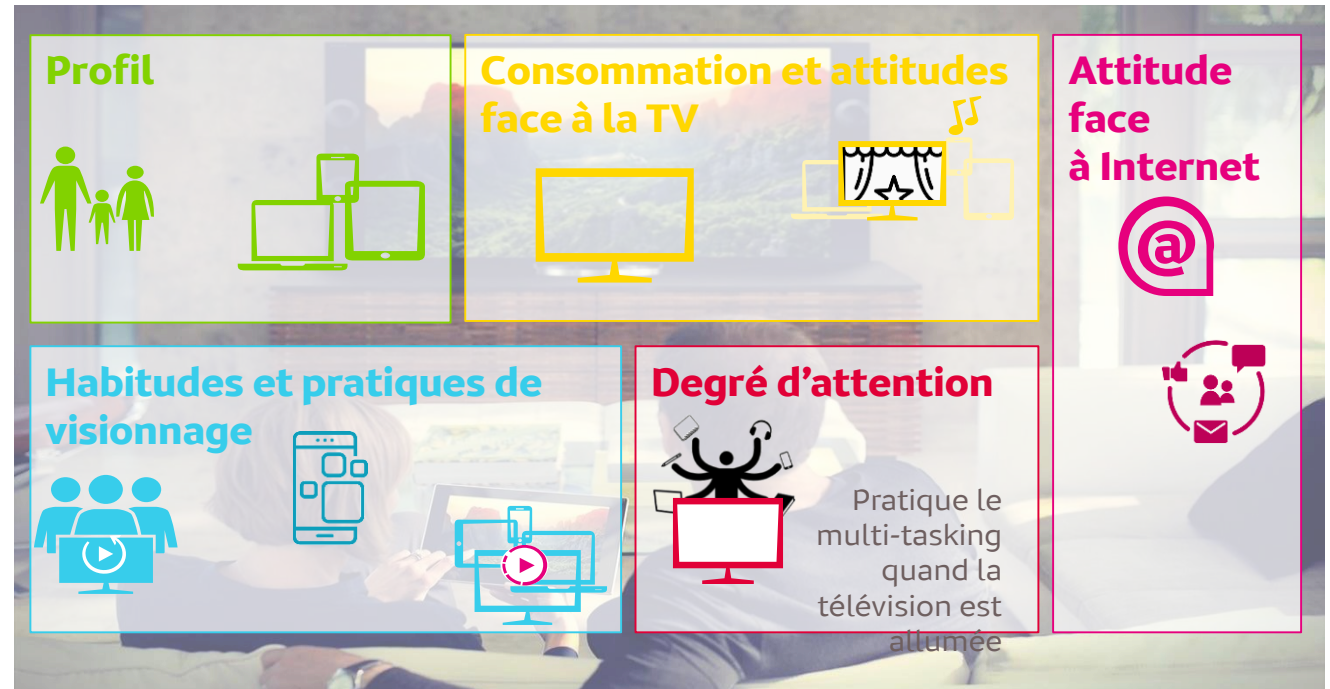 Profil
Consommation et attitudes
face à la TV
Attitude
face
à Internet
@
Habitudes et pratiques de
visionnage
Degré d’attention
Pratique le
multi-tasking
quand la
télévision est
allumée